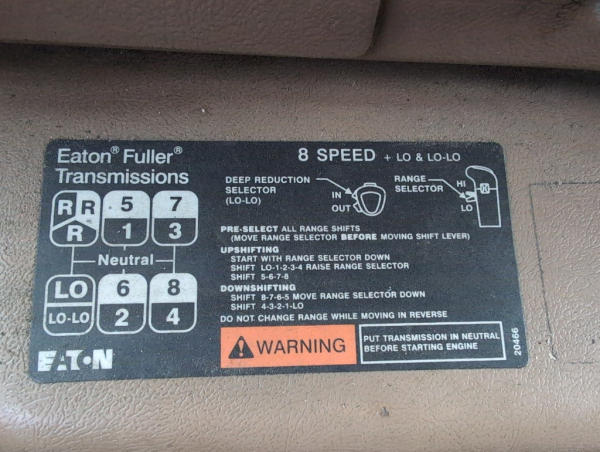 Eaton® Fuller®
Transmissions
8 SPEED + LO & LO-LO
R R 5 7
R 1 3
Neutral
LO 6 8
LO-LO 2 4
EATON
DEEP REDUCTION
SELECTOR
(LO-LO)
IN
OUT
RANGE
SELECTOR
HI
LO
PRE-SELECT ALL RANGE SHIFTS
(MOVE RANGE SELECTOR BEFORE MOVING SHIFT LEVER)
UPSHIFTING
START WITH RANGE SELECTOR DOWN
SHIFT LO-1-2-3-4 RAISE RANGE SELECTOR
SHIFT 5-6-7-8
DOWNSHIFTING
SHIFT 8-7-6-5 MOVE RANGE SELECTOR DOWN
SHIFT 4-3-2-1-LO
DO NOT CHANGE RANGE WHILE MOVING IN REVERSE
WARNING
PUT TRANSMISSION IN NEUTRAL
BEFORE STARTING ENGINE
20466